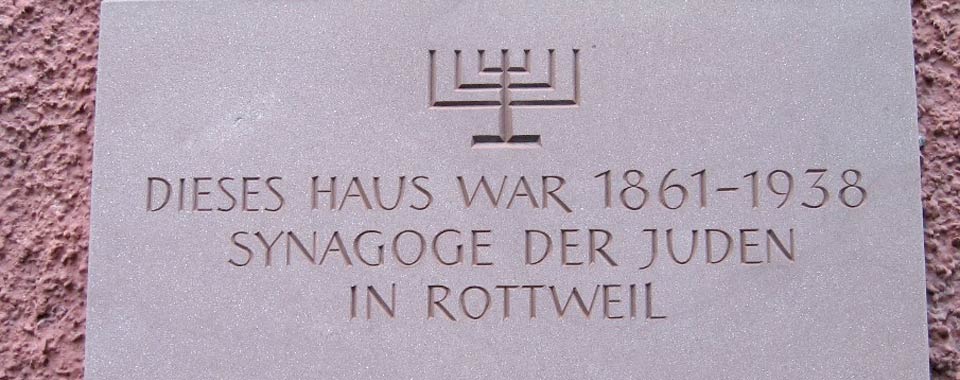 DIESES HAUS WAR 1861–1938
SYNAGOGE DER JUDEN
IN ROTTWEIL